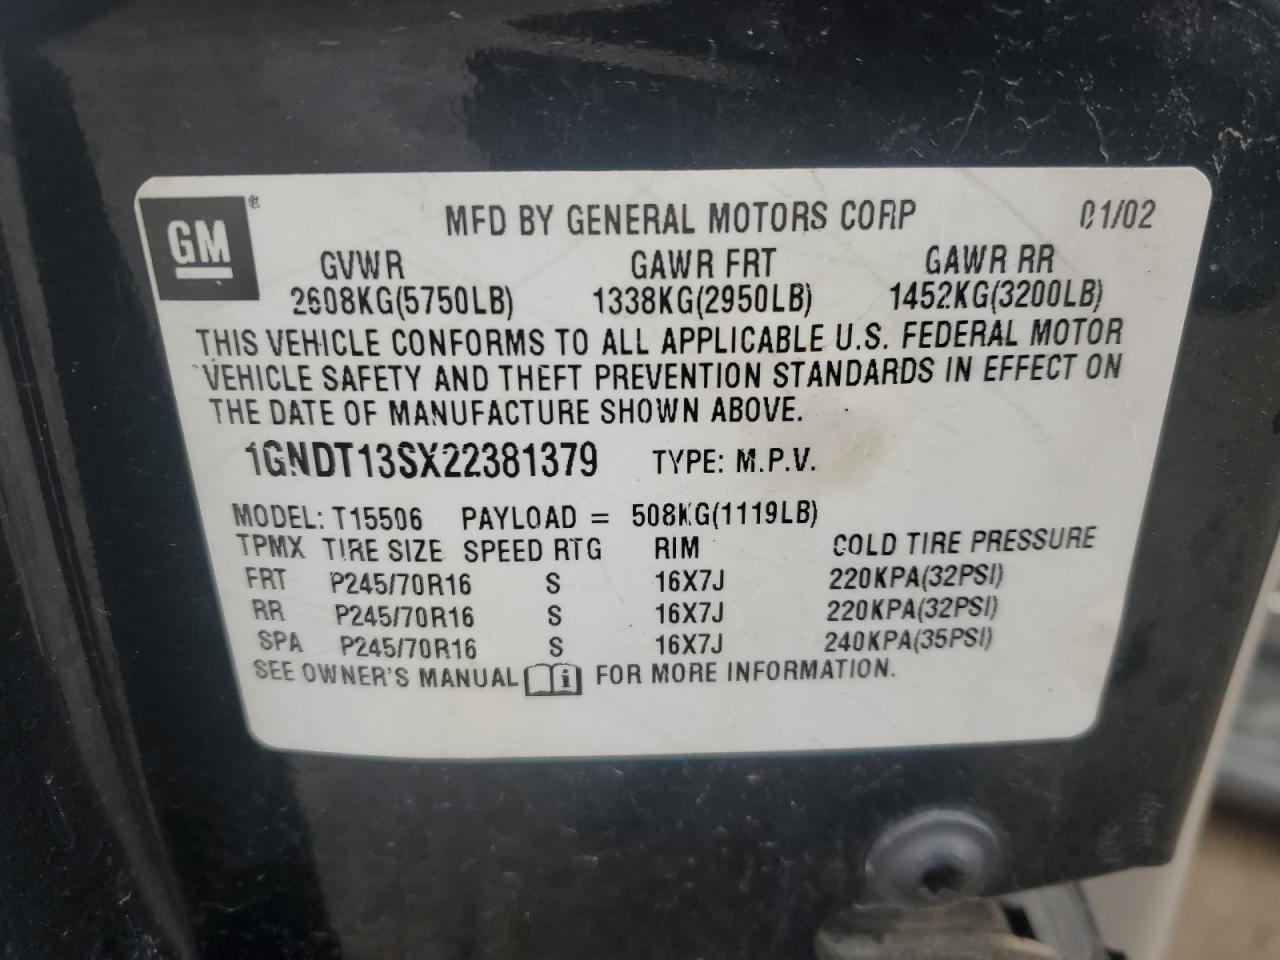 GM ®
MFD BY GENERAL MOTORS CORP 01/02
GVWR GAWR FRT GAWR RR
2608KG(5750LB) 1338KG(2950LB) 1452KG(3200LB)
THIS VEHICLE CONFORMS TO ALL APPLICABLE U.S. FEDERAL MOTOR
VEHICLE SAFETY AND THEFT PREVENTION STANDARDS IN EFFECT ON
THE DATE OF MANUFACTURE SHOWN ABOVE.
1GNDT13SX22381379 TYPE: M.P.V.
MODEL: T15506 PAYLOAD = 508KG(1119LB)
TPMX TIRE SIZE SPEED RTG RIM COLD TIRE PRESSURE
FRT P245/70R16 S 16X7J 220KPA(32PSI)
RR P245/70R16 S 16X7J 220KPA(32PSI)
SPA P245/70R16 S 16X7J 240KPA(35PSI)
SEE OWNER'S MANUAL i FOR MORE INFORMATION.